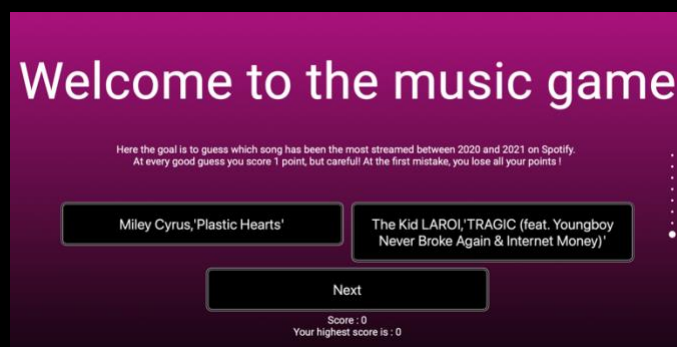 Welcome to the music game
Here the goal is to guess which song has been the most streamed between 2020 and 2021 on Spotify.
At every good guess you score 1 point, but careful! At the first mistake, you lose all your points !
Miley Cyrus,'Plastic Hearts'
The Kid LAROI,'TRAGIC (feat. Youngboy
Never Broke Again & Internet Money)'
Next
Score : 0
Your highest score is : 0